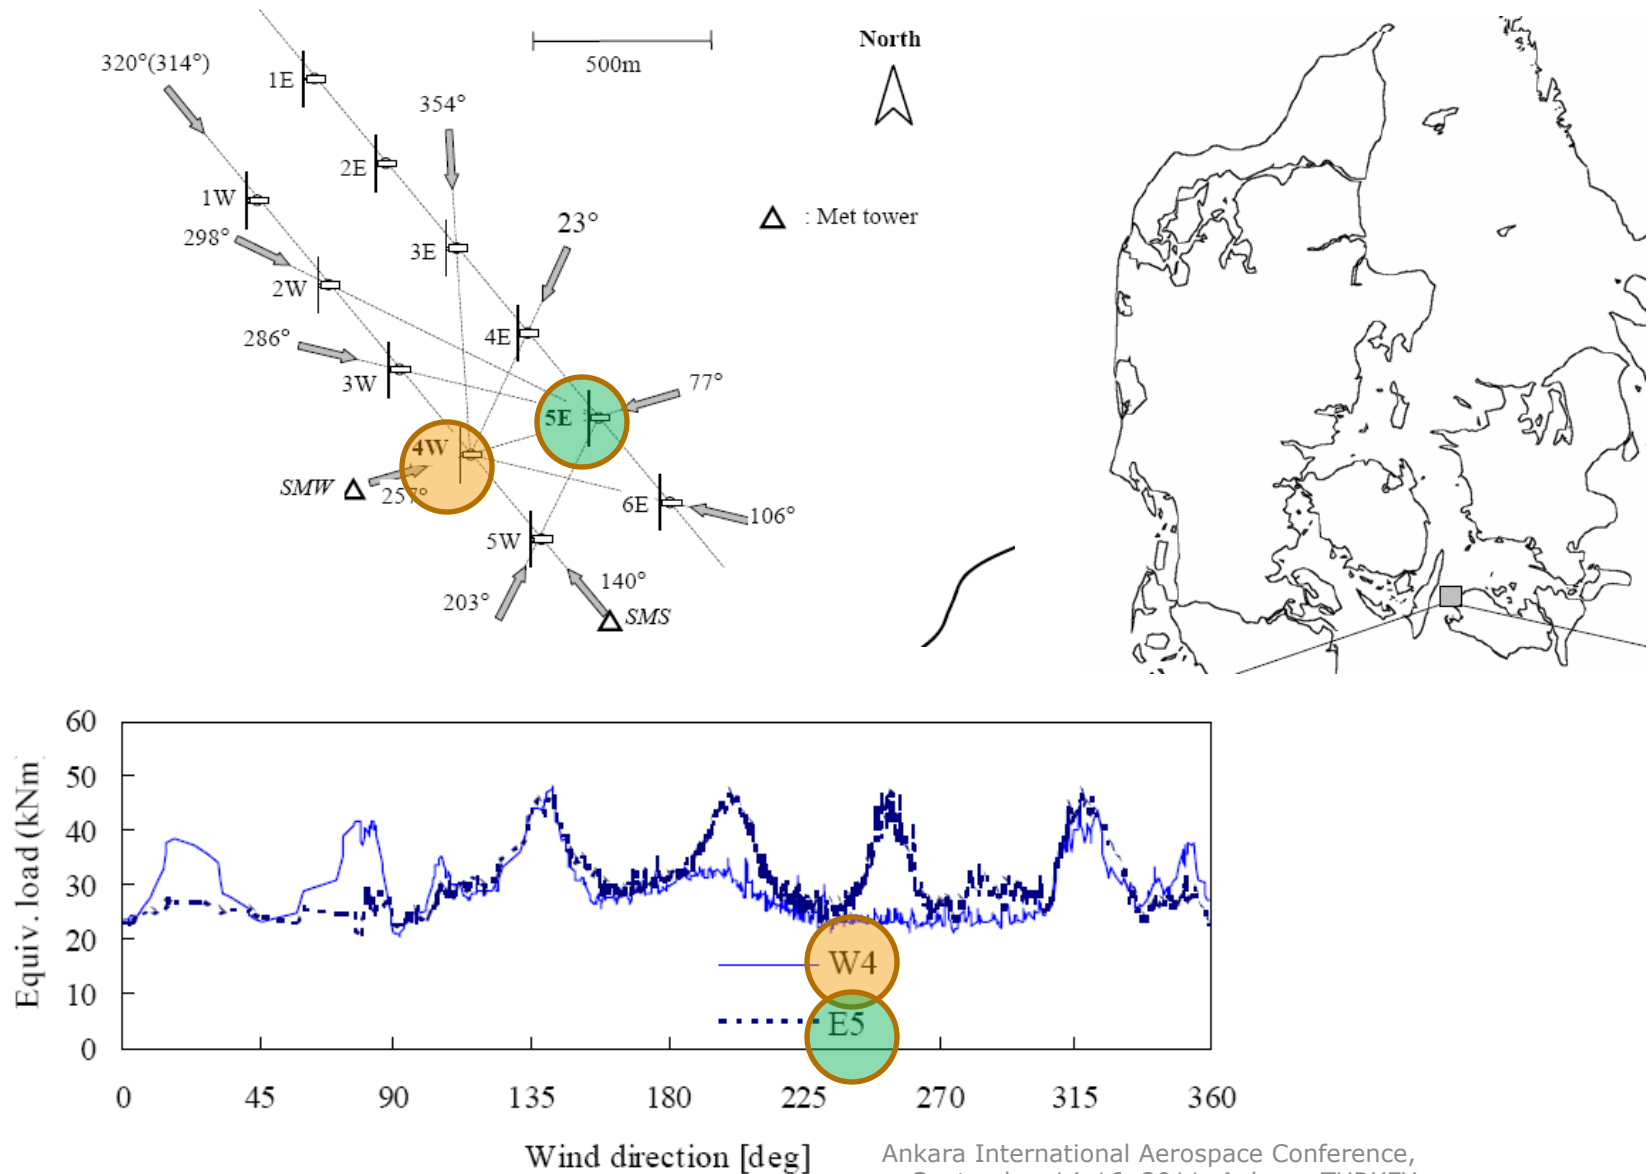 North
500m
320°(314°)
1E
354°
2E
1W
23°
: Met tower
298°
3E
2W
286°
4E
3W
77°
5E
4W
SMW
257°
6E
106°
5W
140°
203°
SMS
60
50
40
30
20
10
0
Equiv. load (kNm)
W4
E5
0 45 90 135 180 225 270 315 360
Wind direction [deg]
Ankara International Aerospace Conference,